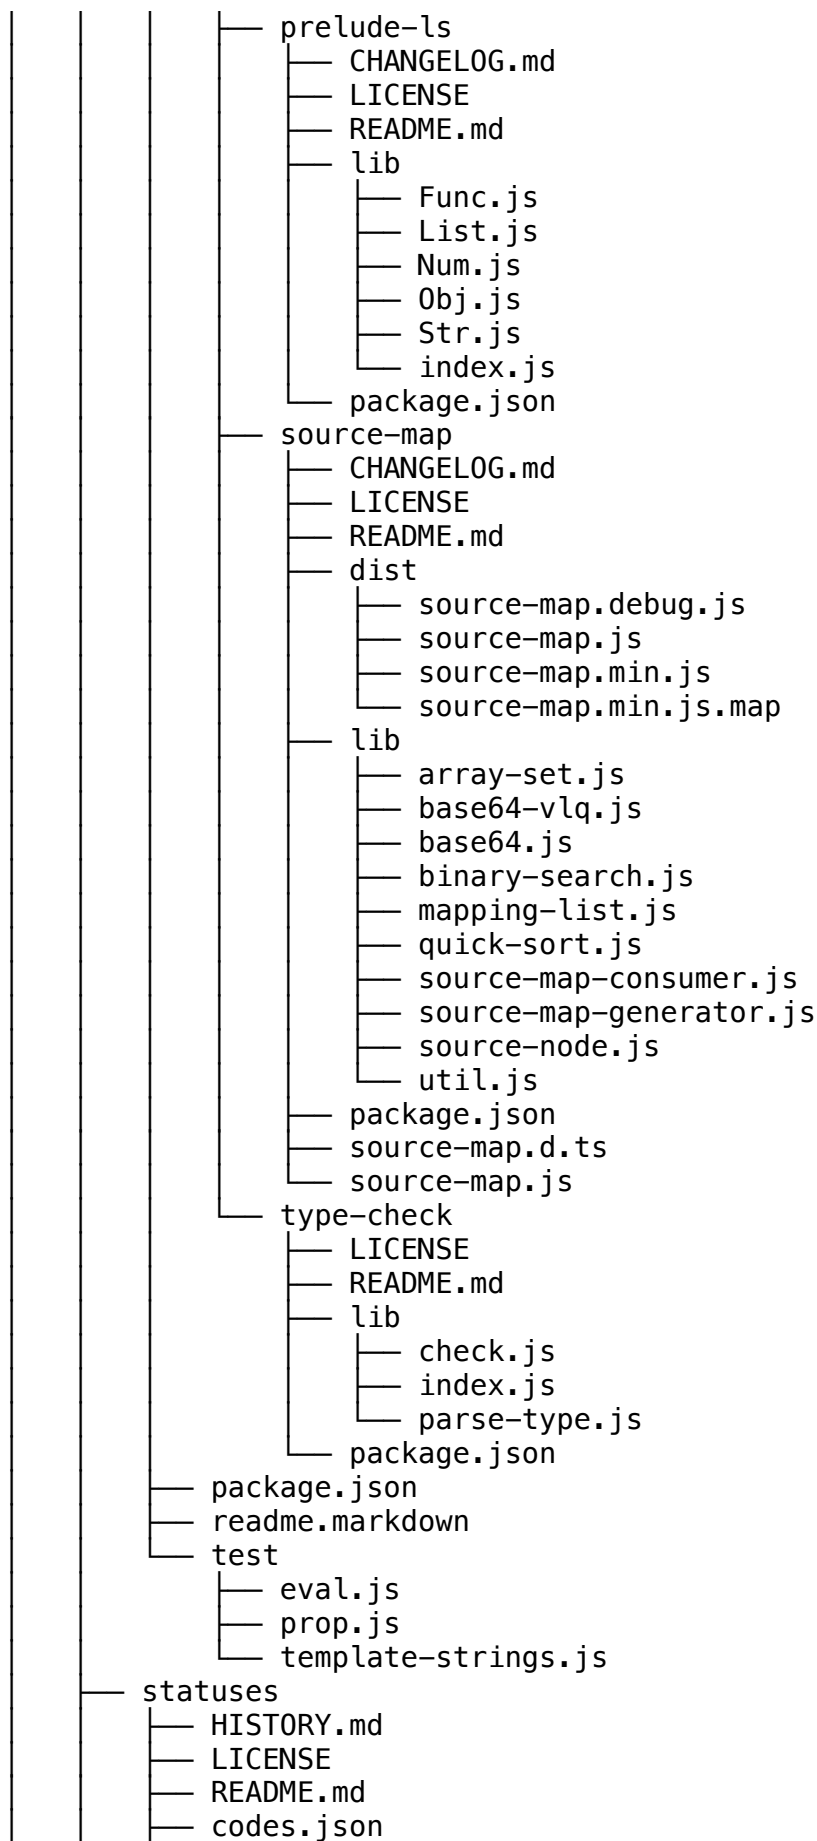 │   │   │   ├── prelude-ls
│   │   │   │   ├── CHANGELOG.md
│   │   │   │   ├── LICENSE
│   │   │   │   ├── README.md
│   │   │   │   ├── lib
│   │   │   │   │   ├── Func.js
│   │   │   │   │   ├── List.js
│   │   │   │   │   ├── Num.js
│   │   │   │   │   ├── Obj.js
│   │   │   │   │   ├── Str.js
│   │   │   │   │   └── index.js
│   │   │   │   └── package.json
│   │   │   ├── source-map
│   │   │   │   ├── CHANGELOG.md
│   │   │   │   ├── LICENSE
│   │   │   │   ├── README.md
│   │   │   │   ├── dist
│   │   │   │   │   ├── source-map.debug.js
│   │   │   │   │   ├── source-map.js
│   │   │   │   │   ├── source-map.min.js
│   │   │   │   │   └── source-map.min.js.map
│   │   │   │   ├── lib
│   │   │   │   │   ├── array-set.js
│   │   │   │   │   ├── base64-vlq.js
│   │   │   │   │   ├── base64.js
│   │   │   │   │   ├── binary-search.js
│   │   │   │   │   ├── mapping-list.js
│   │   │   │   │   ├── quick-sort.js
│   │   │   │   │   ├── source-map-consumer.js
│   │   │   │   │   ├── source-map-generator.js
│   │   │   │   │   ├── source-node.js
│   │   │   │   │   └── util.js
│   │   │   │   ├── package.json
│   │   │   │   ├── source-map.d.ts
│   │   │   │   └── source-map.js
│   │   │   └── type-check
│   │   │       ├── LICENSE
│   │   │       ├── README.md
│   │   │       ├── lib
│   │   │       │   ├── check.js
│   │   │       │   ├── index.js
│   │   │       │   └── parse-type.js
│   │   │       └── package.json
│   │   ├── package.json
│   │   ├── readme.markdown
│   │   └── test
│   │       ├── eval.js
│   │       ├── prop.js
│   │       └── template-strings.js
│   ├── statuses
│   │   ├── HISTORY.md
│   │   ├── LICENSE
│   │   ├── README.md
│   │   ├── codes.json